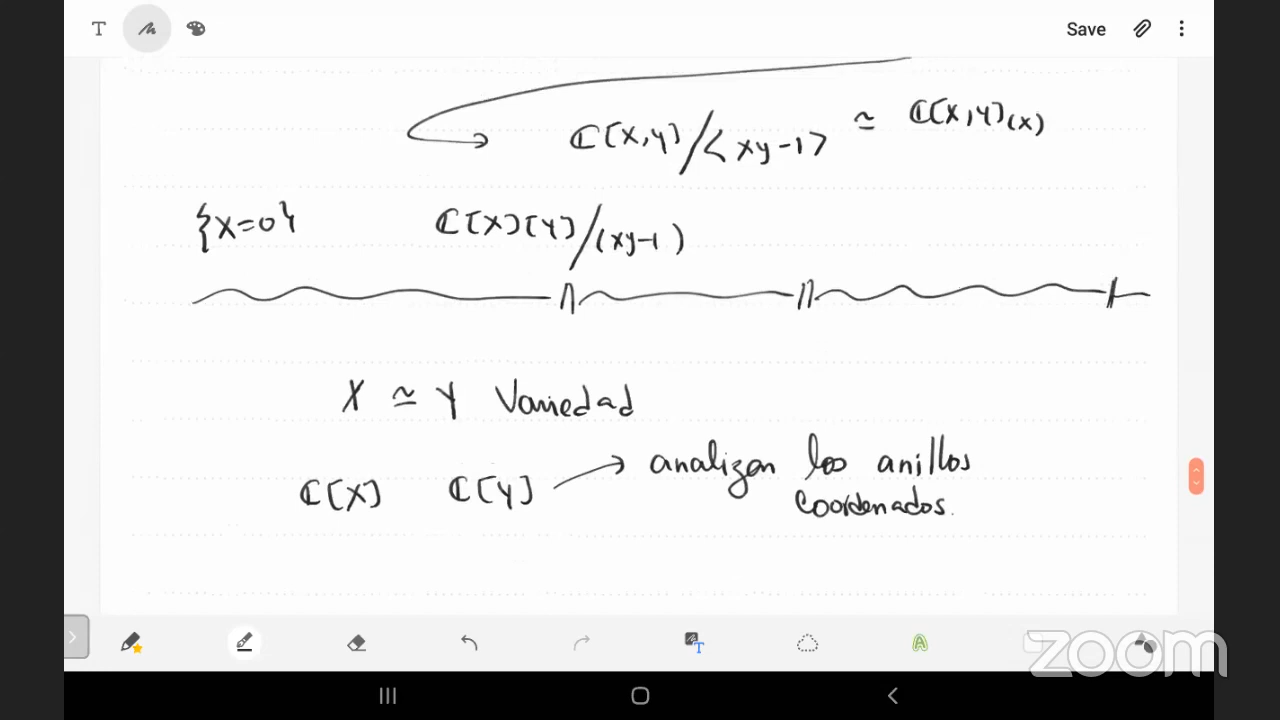 T Save
ℂ[x,y]/<xy-1> ≃ ℂ[x,y](x)
{x=0} ℂ[x][y]/(xy-1)
X ≃ Y Variedad
ℂ[X] ℂ[Y] → analizan los anillos
coordenados.
zoom